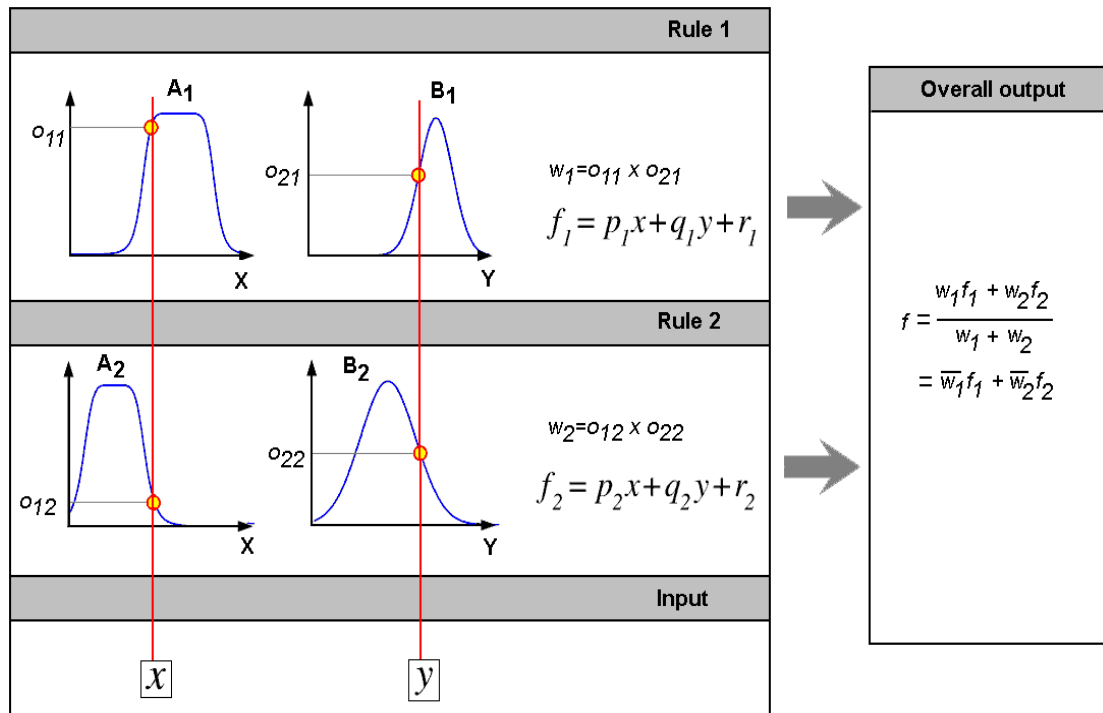 Rule 1
A₁
B₁
o₁₁
o₂₁
w₁=o₁₁ x o₂₁
f₁= p₁x+q₁y+r₁
X
Y
Rule 2
A₂
B₂
o₁₂
o₂₂
w₂=o₁₂ x o₂₂
f₂= p₂x+q₂y+r₂
X
Y
Input
x
y
Overall output
f = (w₁f₁ + w₂f₂) / (w₁ + w₂)
= w̅₁f₁ + w̅₂f₂